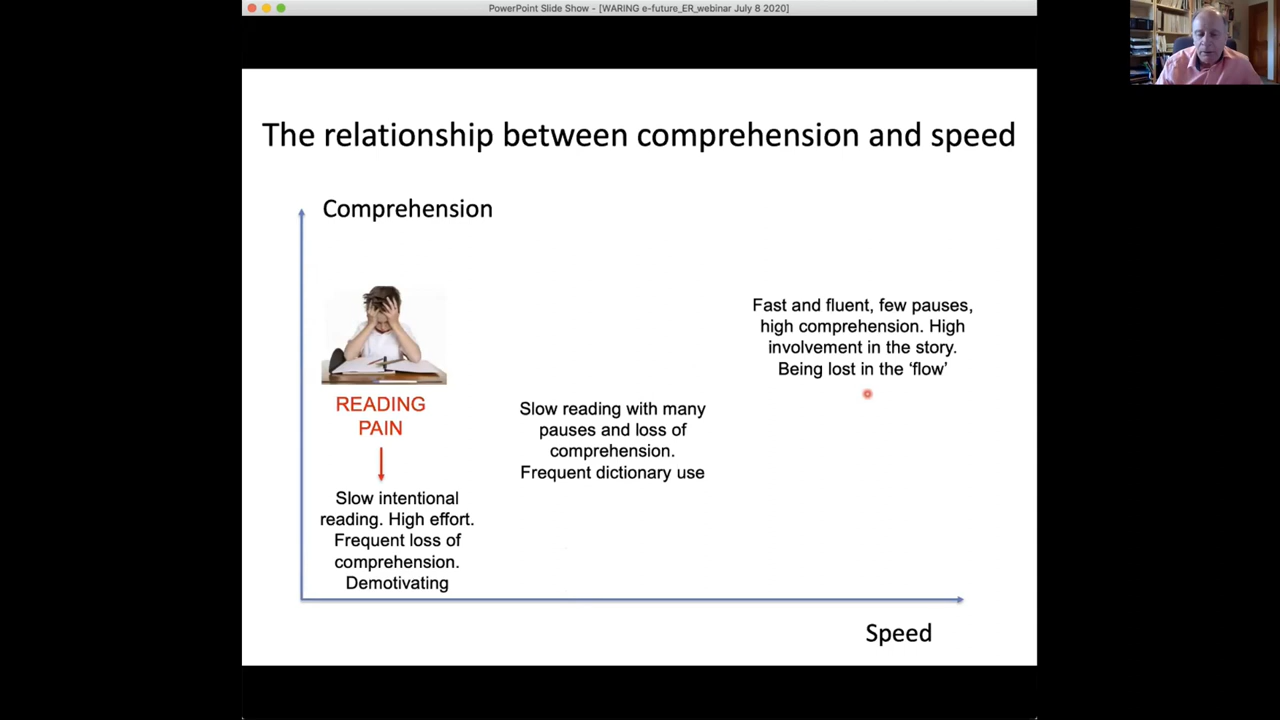 PowerPoint Slide Show - [WARING e-future_ER_webinar July 8 2020]
The relationship between comprehension and speed
Comprehension
READING
PAIN
Slow intentional
reading. High effort.
Frequent loss of
comprehension.
Demotivating
Slow reading with many
pauses and loss of
comprehension.
Frequent dictionary use
Fast and fluent, few pauses,
high comprehension. High
involvement in the story.
Being lost in the ‘flow’
Speed